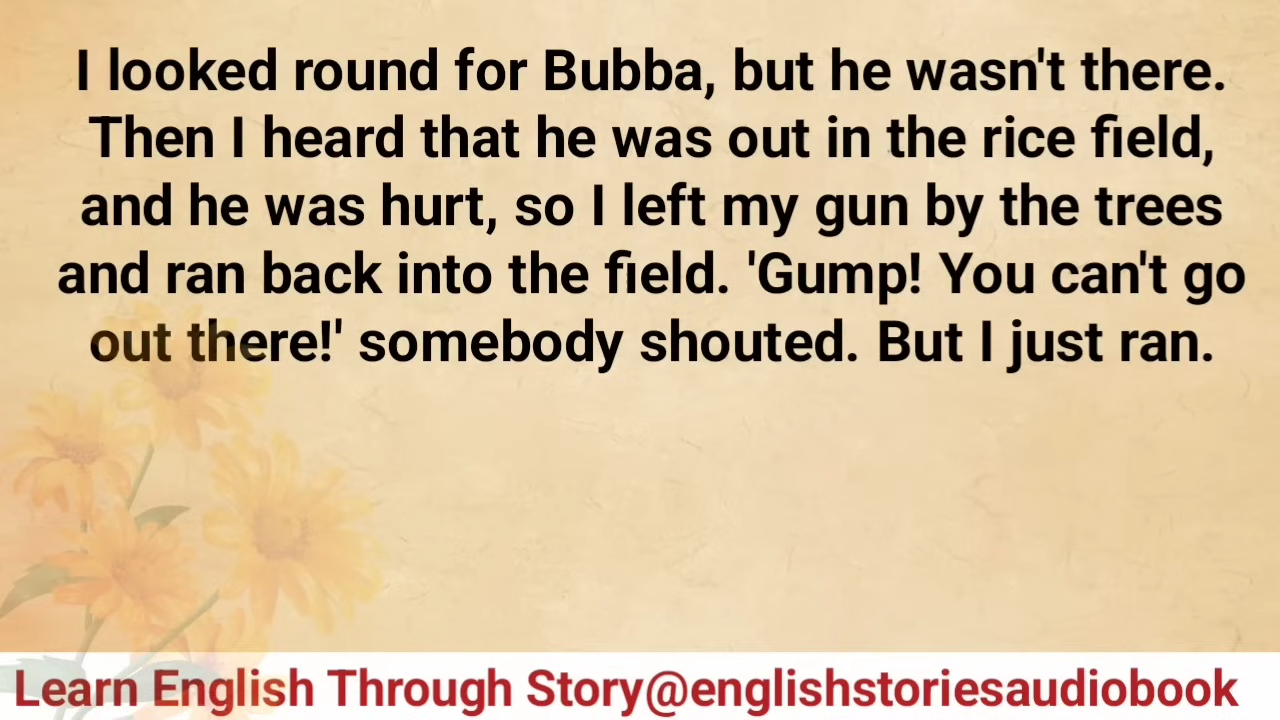 I looked round for Bubba, but he wasn't there.
Then I heard that he was out in the rice field,
and he was hurt, so I left my gun by the trees
and ran back into the field. 'Gump! You can't go
out there!' somebody shouted. But I just ran.
Learn English Through Story@englishstoriesaudiobook